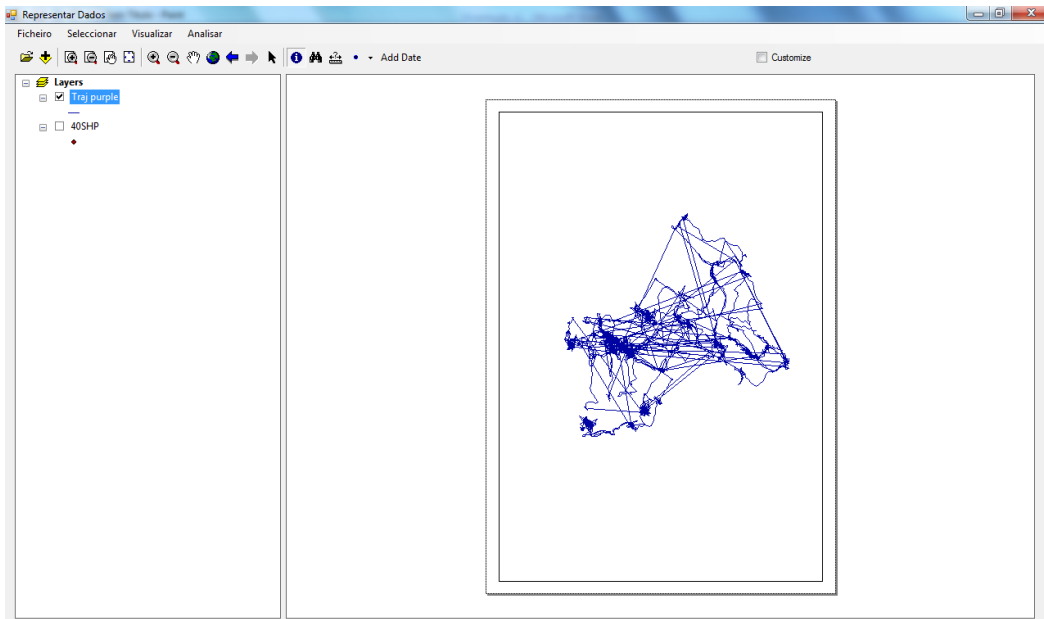 Representar Dados
Ficheiro Seleccionar Visualizar Analisar
Add Date Customize
Layers
Traj purple
40SHP